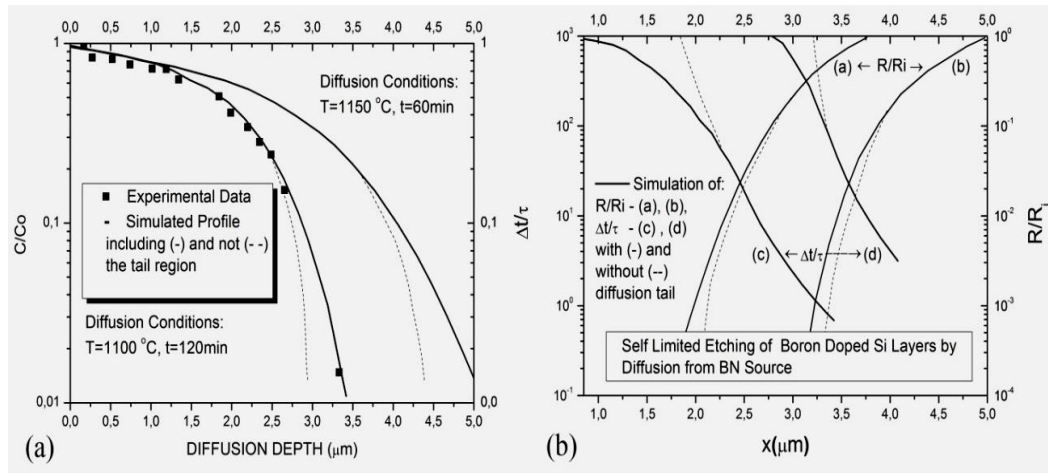 0,0 0,5 1,0 1,5 2,0 2,5 3,0 3,5 4,0 4,5 5,0
1
0,1
0,01
C/Co
1
0,1
0,0
Diffusion Conditions:
T=1150 °C, t=60min
■ Experimental Data
- Simulated Profile
including (-) and not (- -)
the tail region
Diffusion Conditions:
T=1100 °C, t=120min
0,0 0,5 1,0 1,5 2,0 2,5 3,0 3,5 4,0 4,5 5,0
(a)
DIFFUSION DEPTH (μm)
1,0 1,5 2,0 2,5 3,0 3,5 4,0 4,5 5,0
10³
10²
10¹
10⁰
10⁻¹
Δt/τ
10⁰
10⁻¹
10⁻²
10⁻³
10⁻⁴
R/Ri
(a) ← R/Ri → (b)
Simulation of:
R/Ri - (a), (b),
Δt/τ - (c) , (d)
with (-) and
without (--)
diffusion tail
(c) ← Δt/τ → (d)
Self Limited Etching of Boron Doped Si Layers by
Diffusion from BN Source
1,0 1,5 2,0 2,5 3,0 3,5 4,0 4,5 5,0
(b)
x(μm)